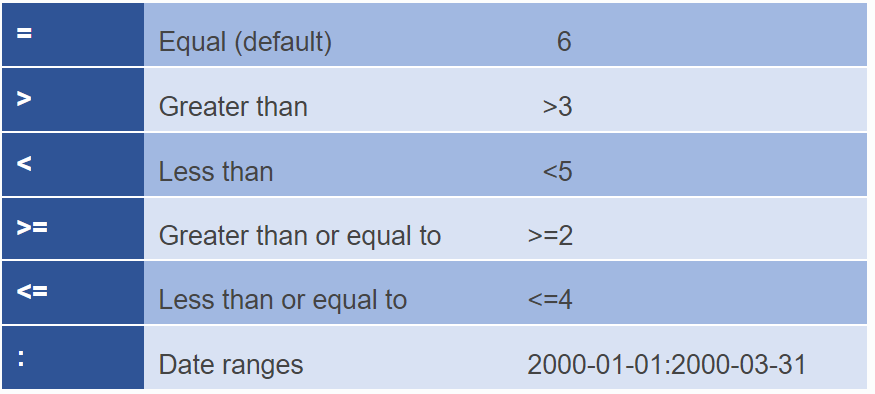 = Equal (default) 6
> Greater than >3
< Less than <5
>= Greater than or equal to >=2
<= Less than or equal to <=4
: Date ranges 2000-01-01:2000-03-31